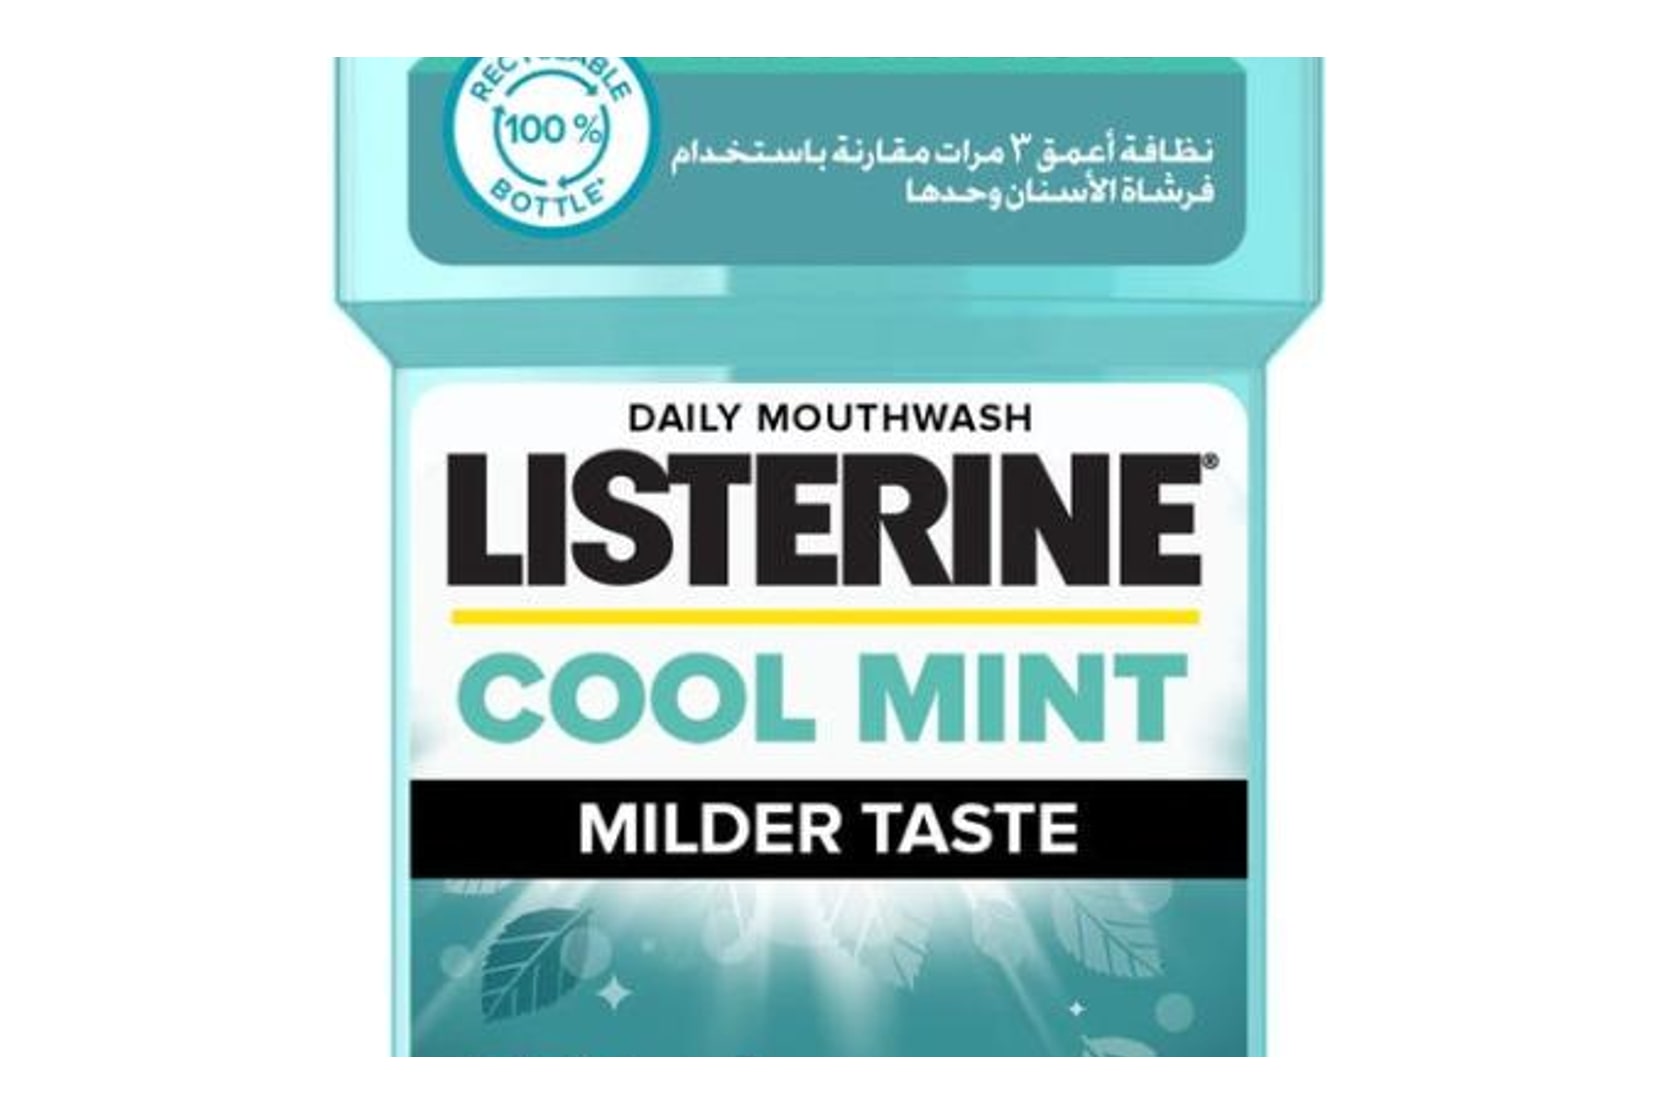 RECYCLABLE
100 %
BOTTLE*
نظافة أعمق ٣ مرات مقارنة باستخدام
فرشاة الأسنان وحدها
DAILY MOUTHWASH
LISTERINE®
COOL MINT
MILDER TASTE